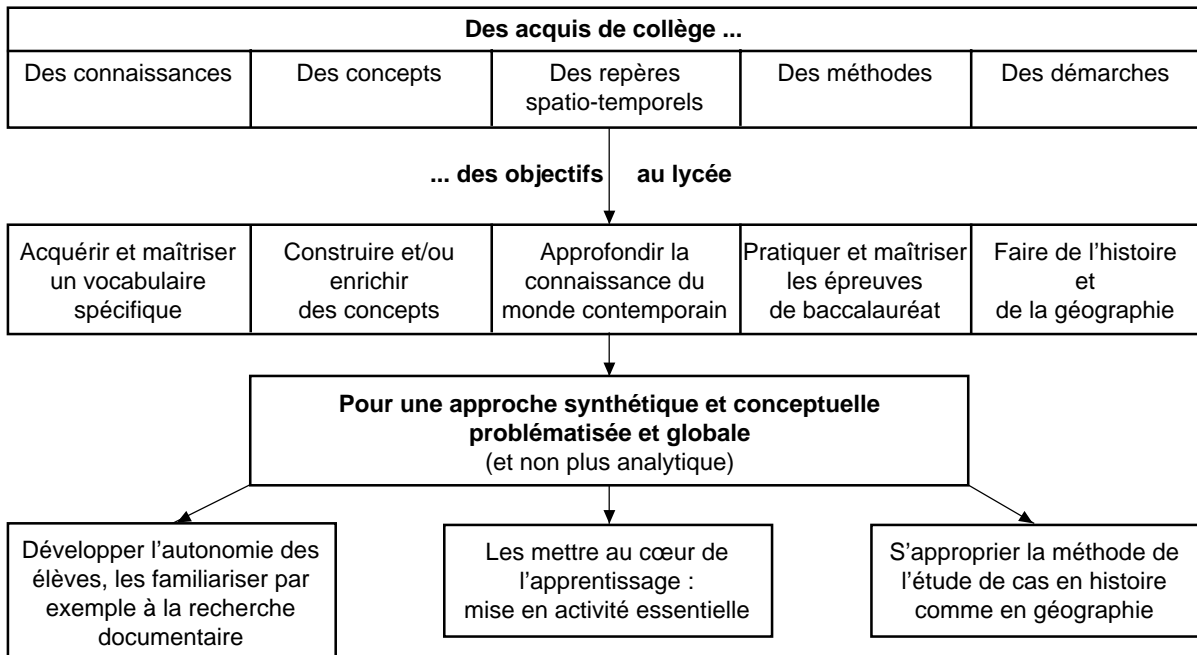 Des acquis de collège ...
Des connaissances
Des concepts
Des repères
spatio-temporels
Des méthodes
Des démarches
... des objectifs au lycée
Acquérir et maîtriser
un vocabulaire
spécifique
Construire et/ou
enrichir
des concepts
Approfondir la
connaissance du
monde contemporain
Pratiquer et maîtriser
les épreuves
de baccalauréat
Faire de l’histoire
et
de la géographie
Pour une approche synthétique et conceptuelle
problématisée et globale
(et non plus analytique)
Développer l’autonomie des
élèves, les familiariser par
exemple à la recherche
documentaire
Les mettre au cœur de
l’apprentissage :
mise en activité essentielle
S’approprier la méthode de
l’étude de cas en histoire
comme en géographie